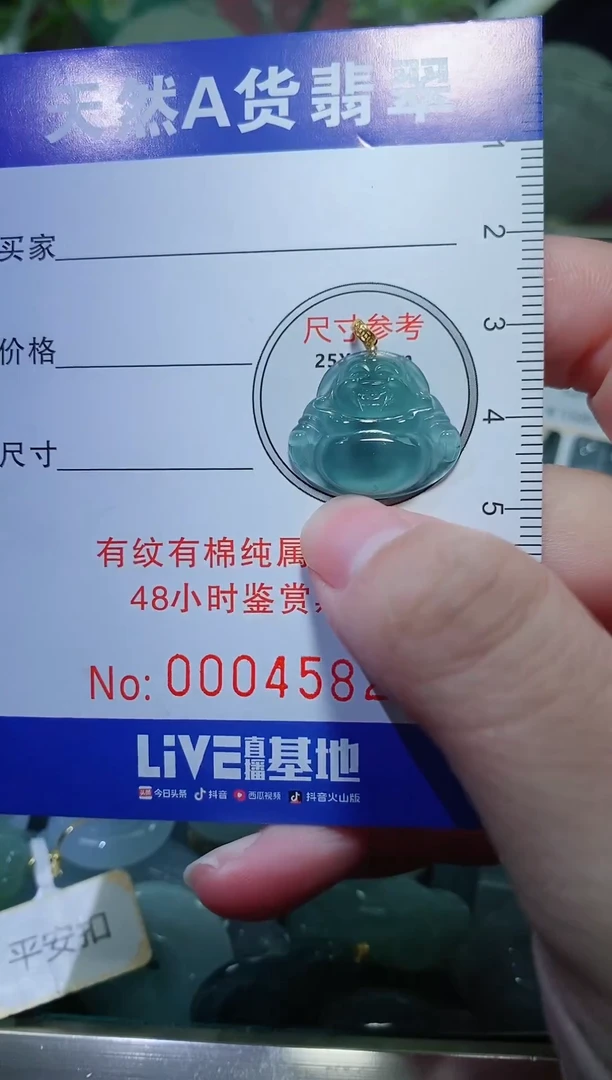 天然A货翡翠
买家
价格
尺寸
尺寸参考
25
1
2
3
4
5
有纹有棉纯属
48小时鉴赏
No: 0004582
LiVE直播基地
今日头条 抖音 西瓜视频 抖音火山版
平安扣